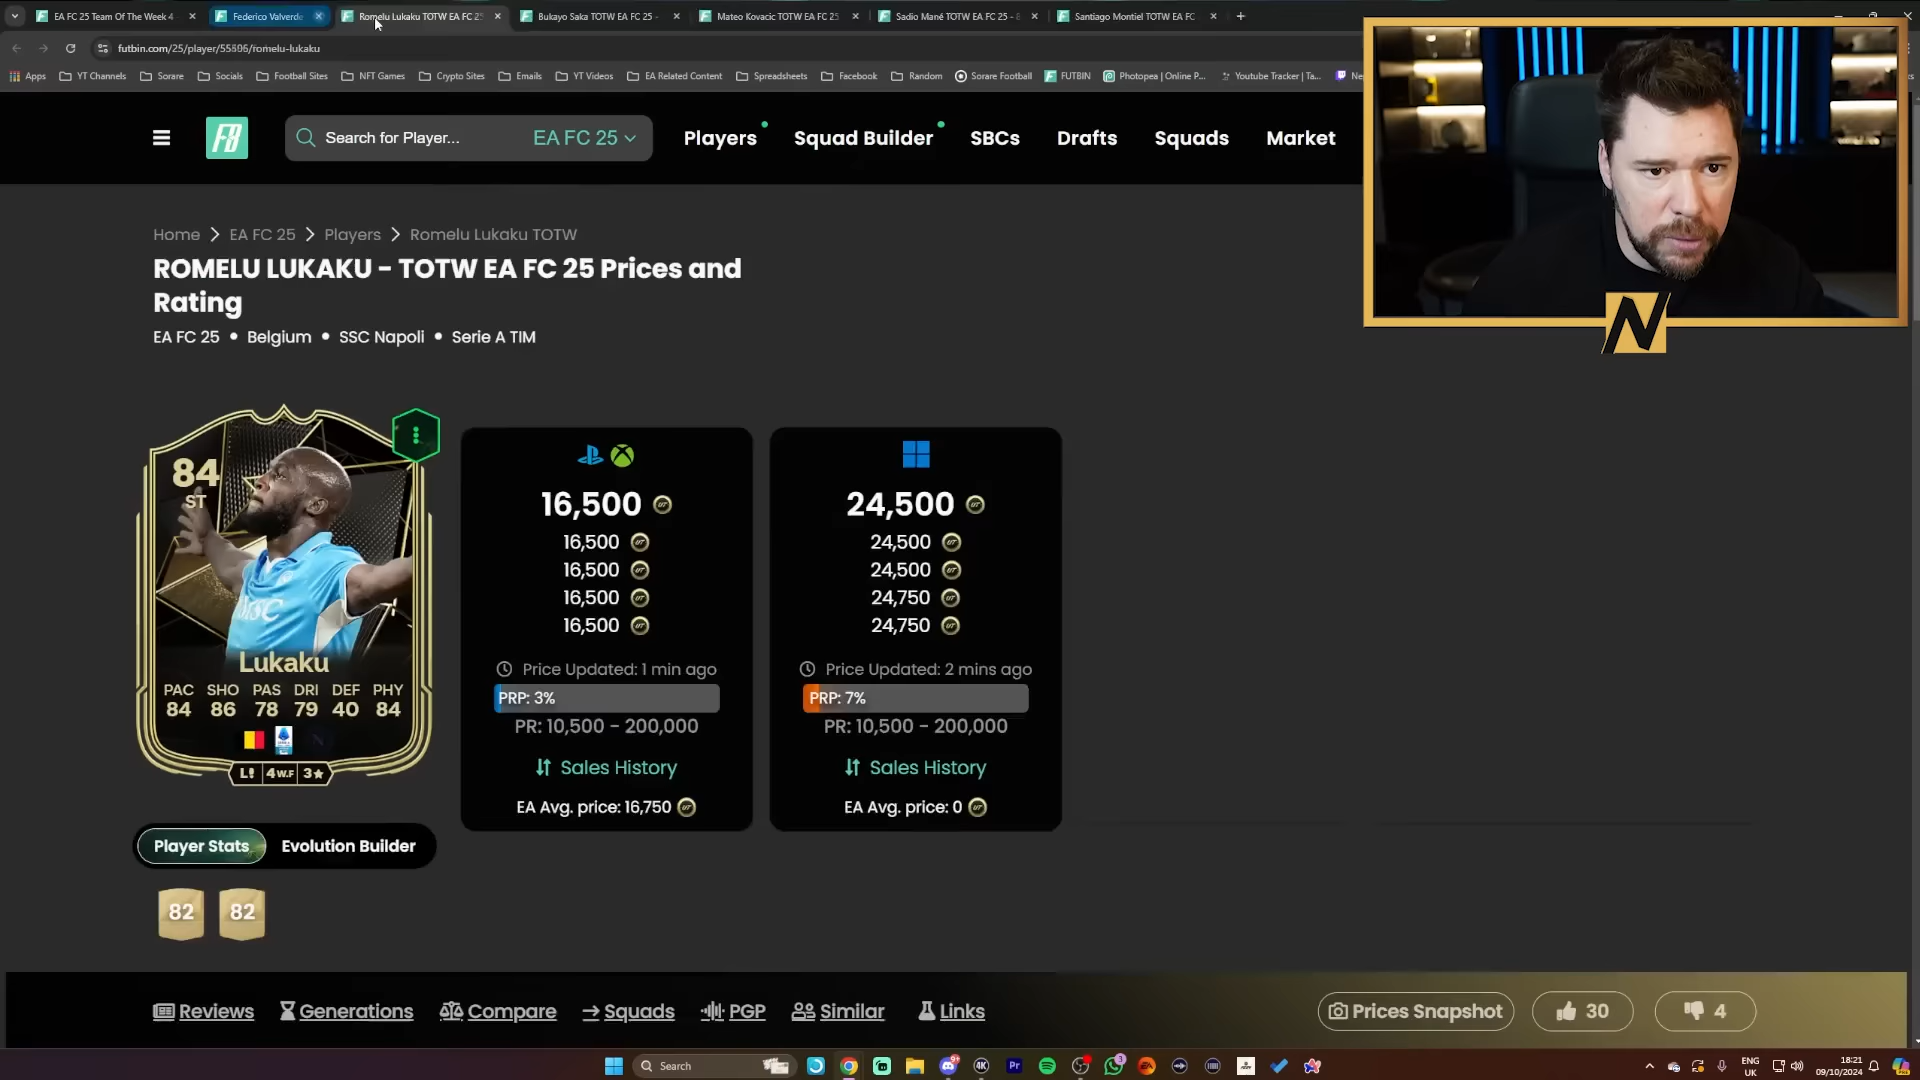 EA FC 25 Team Of The Week 4
Federico Valverde
Romelu Lukaku TOTW EA FC 25
Bukayo Saka TOTW EA FC 25 -
Mateo Kovacic TOTW EA FC 25
Sadio Mané TOTW EA FC 25 - 8
Santiago Montiel TOTW EA FC
futbin.com/25/player/55806/romelu-lukaku
Apps
YT Channels
Sorare
Socials
Football Sites
NFT Games
Crypto Sites
Emails
YT Videos
EA Related Content
Spreadsheets
Facebook
Random
Sorare Football
FUTBIN
Photopea | Online P...
Youtube Tracker | Ta...
FB
Search for Player...
EA FC 25
Players
Squad Builder
SBCs
Drafts
Squads
Market
N
Home > EA FC 25 > Players > Romelu Lukaku TOTW
ROMELU LUKAKU - TOTW EA FC 25 Prices and
Rating
EA FC 25 • Belgium • SSC Napoli • Serie A TIM
84
ST
Lukaku
PAC SHO PAS DRI DEF PHY
84 86 78 79 40 84
4 W.F
3★
16,500
16,500
16,500
16,500
16,500
Price Updated: 1 min ago
PRP: 3%
PR: 10,500 - 200,000
Sales History
EA Avg. price: 16,750
24,500
24,500
24,500
24,750
24,750
Price Updated: 2 mins ago
PRP: 7%
PR: 10,500 - 200,000
Sales History
EA Avg. price: 0
Player Stats
Evolution Builder
82
82
Reviews
Generations
Compare
Squads
PGP
Similar
Links
Prices Snapshot
30
4
Search
4K
Pr
ENG
UK
18:21
09/10/2024